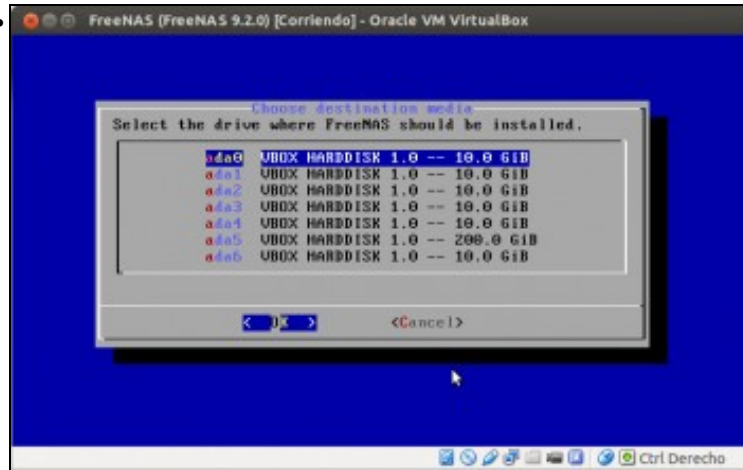 FreeNAS (FreeNAS 9.2.0) [Corriendo] - Oracle VM VirtualBox
Choose destination media
Select the drive where FreeNAS should be installed.
ada0 VBOX HARDDISK 1.0 -- 10.0 GiB
ada1 VBOX HARDDISK 1.0 -- 10.0 GiB
ada2 VBOX HARDDISK 1.0 -- 10.0 GiB
ada3 VBOX HARDDISK 1.0 -- 10.0 GiB
ada4 VBOX HARDDISK 1.0 -- 10.0 GiB
ada5 VBOX HARDDISK 1.0 -- 200.0 GiB
ada6 VBOX HARDDISK 1.0 -- 10.0 GiB
< OK > <Cancel>
Ctrl Derecho